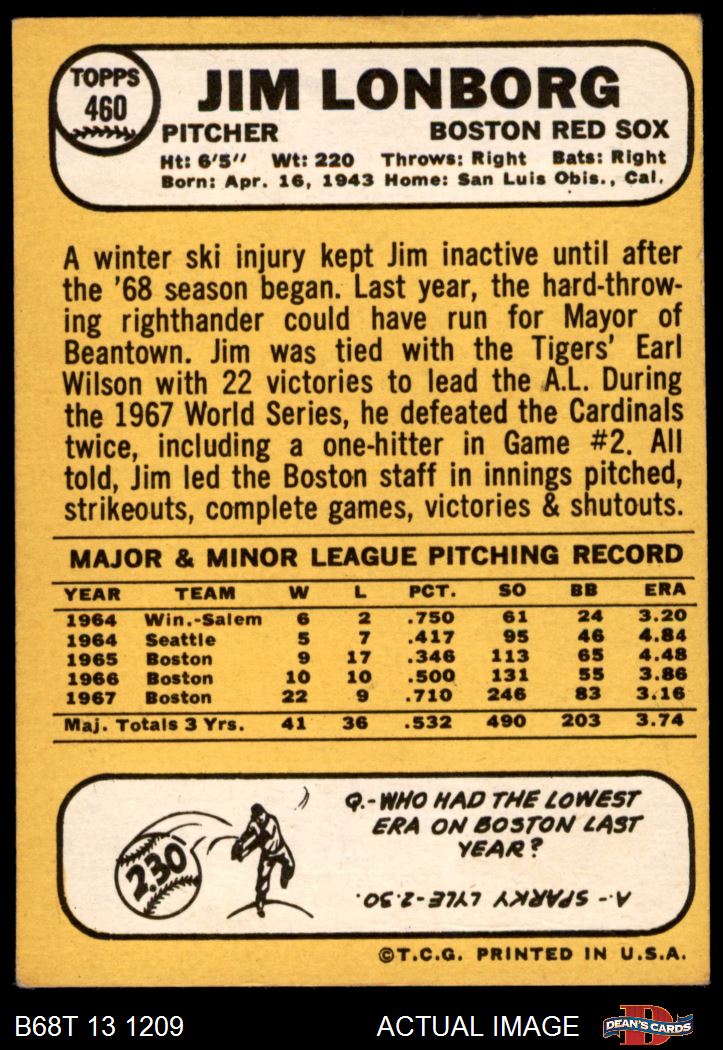 TOPPS
460
JIM LONBORG
PITCHER BOSTON RED SOX
Ht: 6'5" Wt: 220 Throws: Right Bats: Right
Born: Apr. 16, 1943 Home: San Luis Obis., Cal.
A winter ski injury kept Jim inactive until after
the '68 season began. Last year, the hard-throw-
ing righthander could have run for Mayor of
Beantown. Jim was tied with the Tigers' Earl
Wilson with 22 victories to lead the A.L. During
the 1967 World Series, he defeated the Cardinals
twice, including a one-hitter in Game #2. All
told, Jim led the Boston staff in innings pitched,
strikeouts, complete games, victories & shutouts.
MAJOR & MINOR LEAGUE PITCHING RECORD
YEAR TEAM W L PCT. SO BB ERA
1964 Win.-Salem 6 2 .750 61 24 3.20
1964 Seattle 5 7 .417 95 46 4.84
1965 Boston 9 17 .346 113 65 4.48
1966 Boston 10 10 .500 131 55 3.86
1967 Boston 22 9 .710 246 83 3.16
Maj. Totals 3 Yrs. 41 36 .532 490 203 3.74
2.30
Q.-WHO HAD THE LOWEST
ERA ON BOSTON LAST
YEAR?
A.- SPARKY LYLE-2.30.
©T.C.G. PRINTED IN U.S.A.
B68T 13 1209 ACTUAL IMAGE
D
DEAN'S CARDS